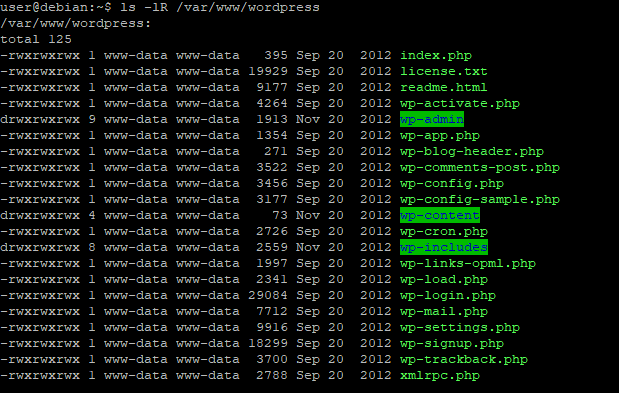 user@debian:~$ ls -lR /var/www/wordpress
/var/www/wordpress:
total 125
-rwxrwxrwx 1 www-data www-data   395 Sep 20  2012 index.php
-rwxrwxrwx 1 www-data www-data 19929 Sep 20  2012 license.txt
-rwxrwxrwx 1 www-data www-data  9177 Sep 20  2012 readme.html
-rwxrwxrwx 1 www-data www-data  4264 Sep 20  2012 wp-activate.php
drwxrwxrwx 9 www-data www-data  1913 Nov 20  2012 wp-admin
-rwxrwxrwx 1 www-data www-data  1354 Sep 20  2012 wp-app.php
-rwxrwxrwx 1 www-data www-data   271 Sep 20  2012 wp-blog-header.php
-rwxrwxrwx 1 www-data www-data  3522 Sep 20  2012 wp-comments-post.php
-rwxrwxrwx 1 www-data www-data  3456 Sep 20  2012 wp-config.php
-rwxrwxrwx 1 www-data www-data  3177 Sep 20  2012 wp-config-sample.php
drwxrwxrwx 4 www-data www-data    73 Nov 20  2012 wp-content
-rwxrwxrwx 1 www-data www-data  2726 Sep 20  2012 wp-cron.php
drwxrwxrwx 8 www-data www-data  2559 Nov 20  2012 wp-includes
-rwxrwxrwx 1 www-data www-data  1997 Sep 20  2012 wp-links-opml.php
-rwxrwxrwx 1 www-data www-data  2341 Sep 20  2012 wp-load.php
-rwxrwxrwx 1 www-data www-data 29084 Sep 20  2012 wp-login.php
-rwxrwxrwx 1 www-data www-data  7712 Sep 20  2012 wp-mail.php
-rwxrwxrwx 1 www-data www-data  9916 Sep 20  2012 wp-settings.php
-rwxrwxrwx 1 www-data www-data 18299 Sep 20  2012 wp-signup.php
-rwxrwxrwx 1 www-data www-data  3700 Sep 20  2012 wp-trackback.php
-rwxrwxrwx 1 www-data www-data  2788 Sep 20  2012 xmlrpc.php